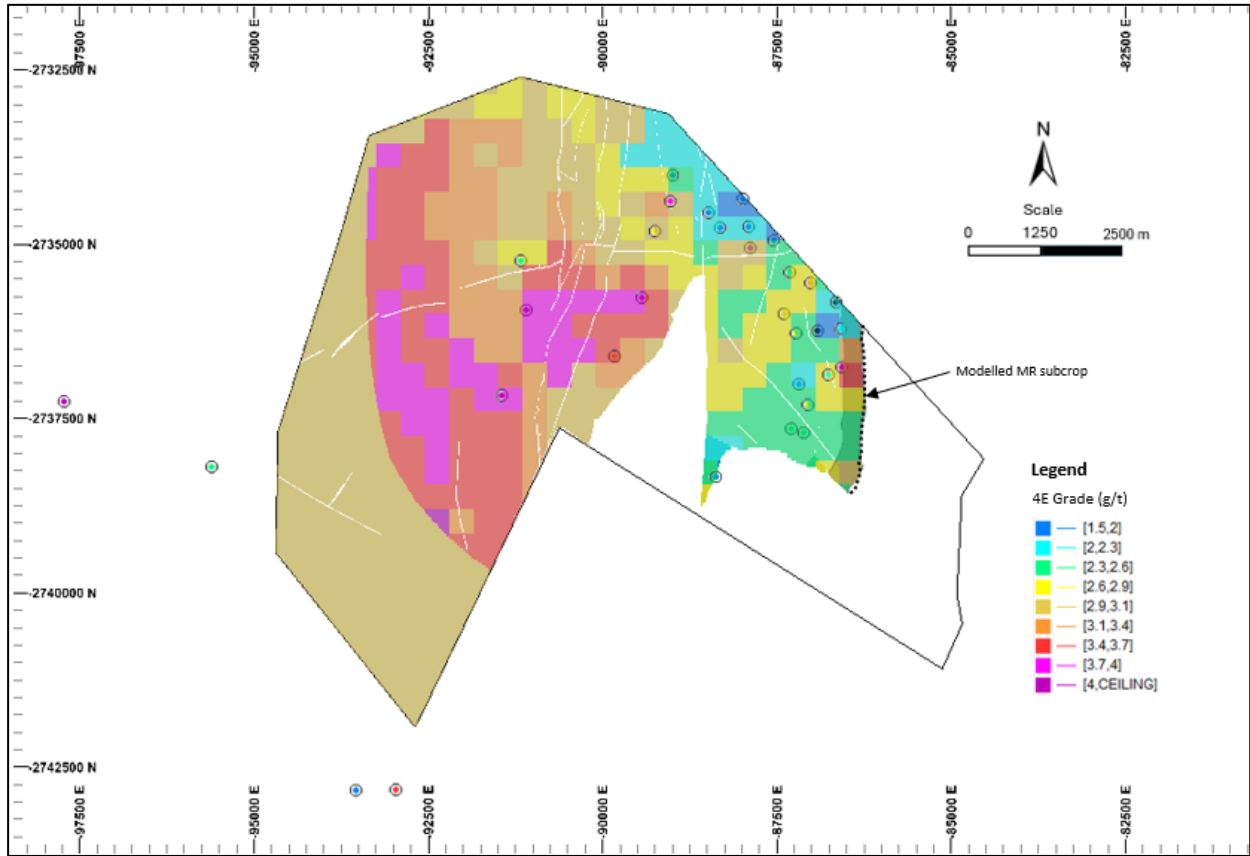 -97500 E
-95000 E
-92500 E
-90000 E
-87500 E
-85000 E
-82500 E
-2732500 N
N
Scale
0 1250 2500 m
-2735000 N
Modelled MR subcrop
-2737500 N
Legend
4E Grade (g/t)
[1.5,2]
[2,2.3]
[2.3,2.6]
[2.6,2.9]
[2.9,3.1]
[3.1,3.4]
[3.4,3.7]
[3.7,4]
[4,CEILING]
-2740000 N
-2742500 N
-97500 E
-95000 E
-92500 E
-90000 E
-87500 E
-85000 E
-82500 E